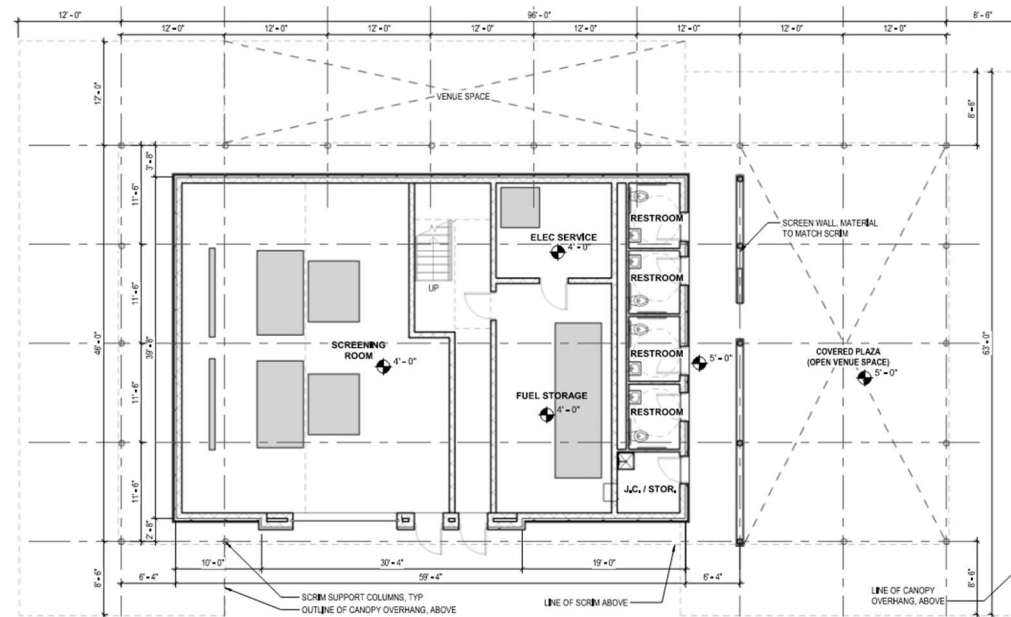 12' - 0"
96' - 0"
8' - 6"
12' - 0"
12' - 0"
12' - 0"
12' - 0"
12' - 0"
12' - 0"
12' - 0"
12' - 0"
12' - 0"
VENUE SPACE
8' - 6"
3' - 8"
11' - 6"
RESTROOM
SCREEN WALL, MATERIAL
TO MATCH SCRIM
ELEC SERVICE
4' - 0"
RESTROOM
UP
11' - 6"
46' - 0"
39' - 8"
SCREENING
ROOM
4' - 0"
RESTROOM
5' - 0"
COVERED PLAZA
(OPEN VENUE SPACE)
5' - 0"
63' - 0"
11' - 6"
FUEL STORAGE
4' - 0"
RESTROOM
11' - 6"
J.C. / STOR.
2' - 8"
10' - 0"
30' - 4"
19' - 0"
6' - 4"
59' - 4"
6' - 4"
8' - 6"
8' - 6"
SCRIM SUPPORT COLUMNS, TYP
OUTLINE OF CANOPY OVERHANG, ABOVE
LINE OF SCRIM ABOVE
LINE OF CANOPY
OVERHANG, ABOVE